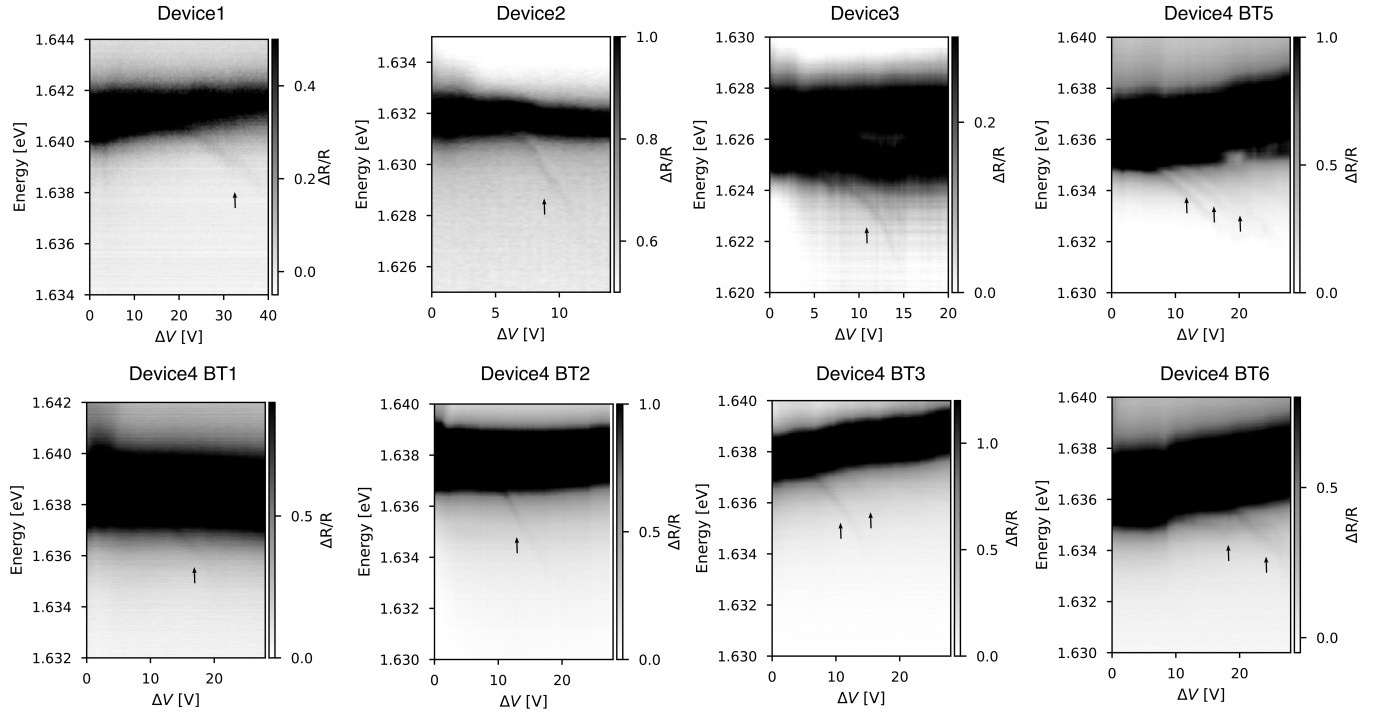 Device1
1.644
1.642
1.640
1.638
1.636
1.634
Energy [eV]
0 10 20 30 40
ΔV [V]
0.4
0.2
0.0
ΔR/R
Device2
1.634
1.632
1.630
1.628
1.626
Energy [eV]
0 5 10
ΔV [V]
1.0
0.8
0.6
ΔR/R
Device3
1.630
1.628
1.626
1.624
1.622
1.620
Energy [eV]
0 5 10 15 20
ΔV [V]
0.2
0.0
ΔR/R
Device4 BT5
1.640
1.638
1.636
1.634
1.632
1.630
Energy [eV]
0 10 20
ΔV [V]
1.0
0.5
0.0
ΔR/R
Device4 BT1
1.642
1.640
1.638
1.636
1.634
1.632
Energy [eV]
0 10 20
ΔV [V]
0.5
0.0
ΔR/R
Device4 BT2
1.640
1.638
1.636
1.634
1.632
1.630
Energy [eV]
0 10 20
ΔV [V]
1.0
0.5
0.0
ΔR/R
Device4 BT3
1.640
1.638
1.636
1.634
1.632
1.630
Energy [eV]
0 10 20
ΔV [V]
1.0
0.5
0.0
ΔR/R
Device4 BT6
1.640
1.638
1.636
1.634
1.632
1.630
Energy [eV]
0 10 20
ΔV [V]
0.5
0.0
ΔR/R